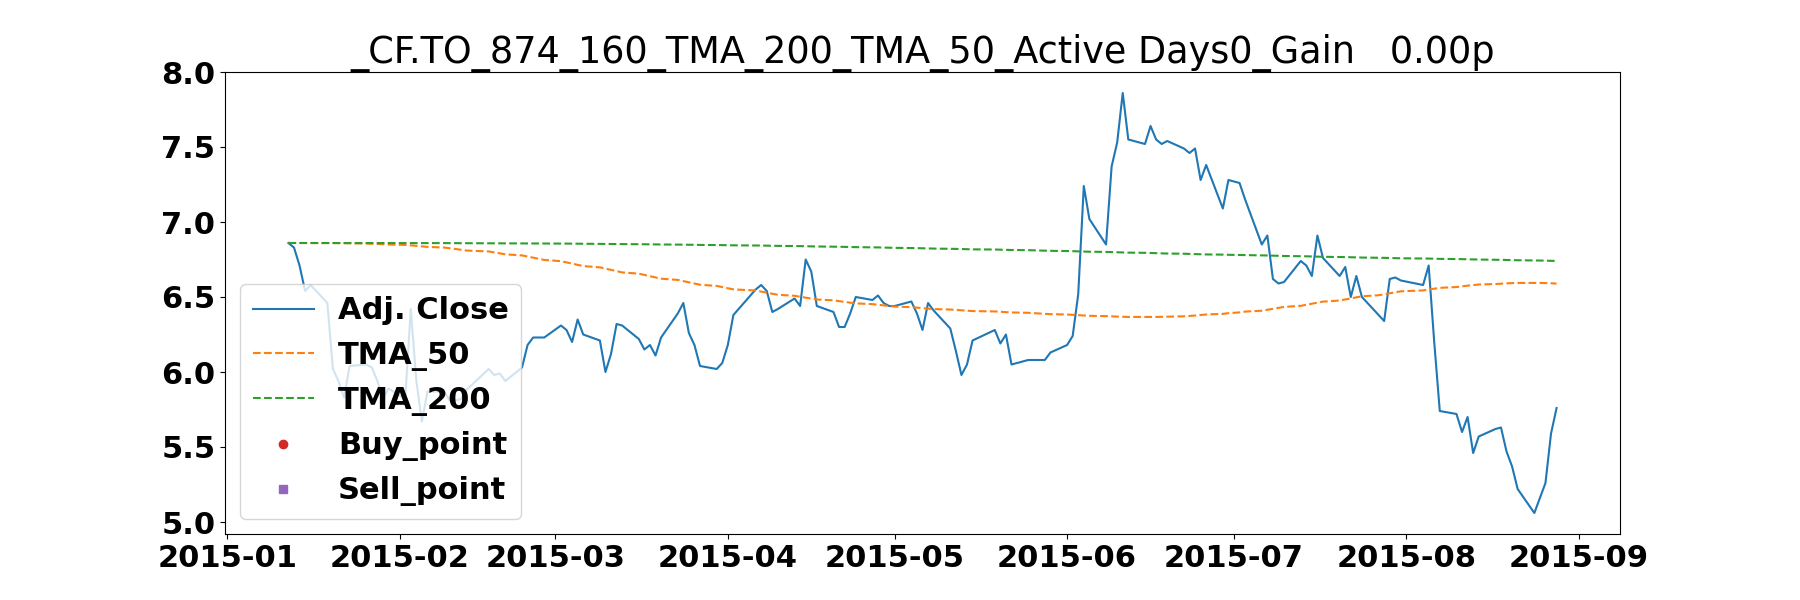 _CF.TO_874_160_TMA_200_TMA_50_Active Days0_Gain   0.00p
8.0
7.5
7.0
6.5
6.0
5.5
5.0
Adj. Close
TMA_50
TMA_200
Buy_point
Sell_point
2015-01 2015-02 2015-03 2015-04 2015-05 2015-06 2015-07 2015-08 2015-09